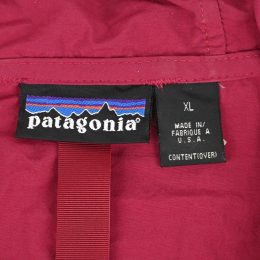 patagonia®
XL
MADE IN/
FABRIQUE A
U.S.A.
CONTENT(OVER)